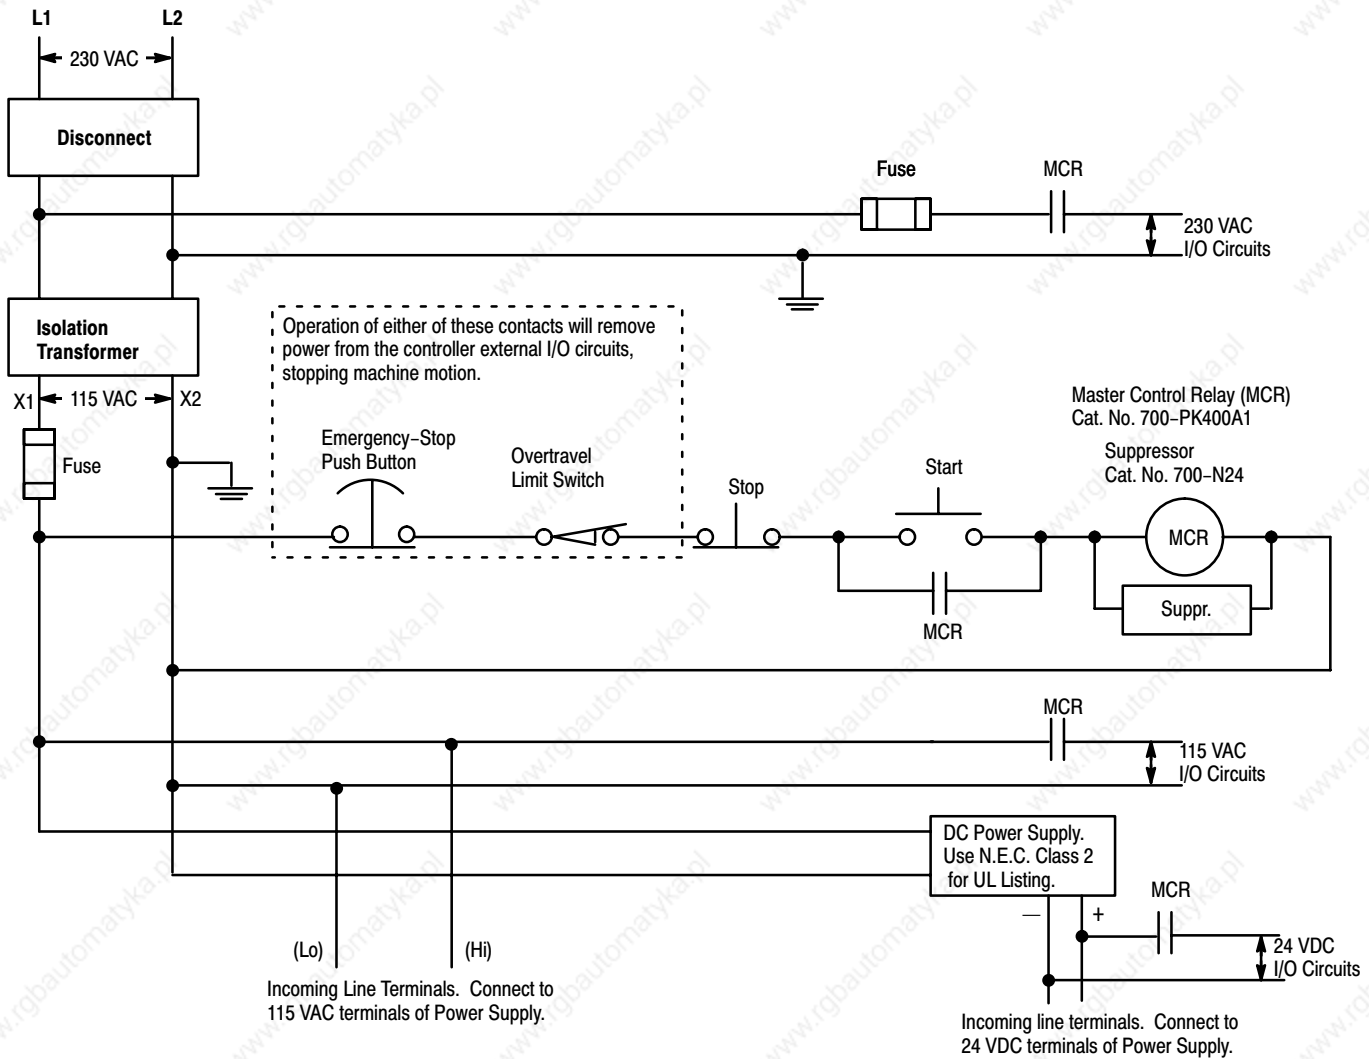 L1
L2
230 VAC
Disconnect
Fuse
MCR
230 VAC
I/O Circuits
Isolation
Transformer
Operation of either of these contacts will remove
power from the controller external I/O circuits,
stopping machine motion.
X1
115 VAC
X2
Master Control Relay (MCR)
Cat. No. 700-PK400A1
Suppressor
Cat. No. 700-N24
Fuse
Emergency-Stop
Push Button
Overtravel
Limit Switch
Stop
Start
MCR
Suppr.
MCR
MCR
115 VAC
I/O Circuits
DC Power Supply.
Use N.E.C. Class 2
for UL Listing.
MCR
— +
24 VDC
I/O Circuits
(Lo)
(Hi)
Incoming Line Terminals. Connect to
115 VAC terminals of Power Supply.
Incoming line terminals. Connect to
24 VDC terminals of Power Supply.
www.rgbautomatyka.pl